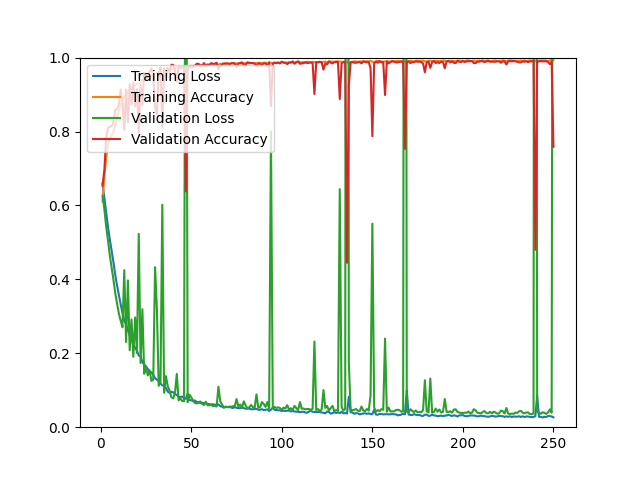 1.0
0.8
0.6
0.4
0.2
0.0
Training Loss
Training Accuracy
Validation Loss
Validation Accuracy
0 50 100 150 200 250